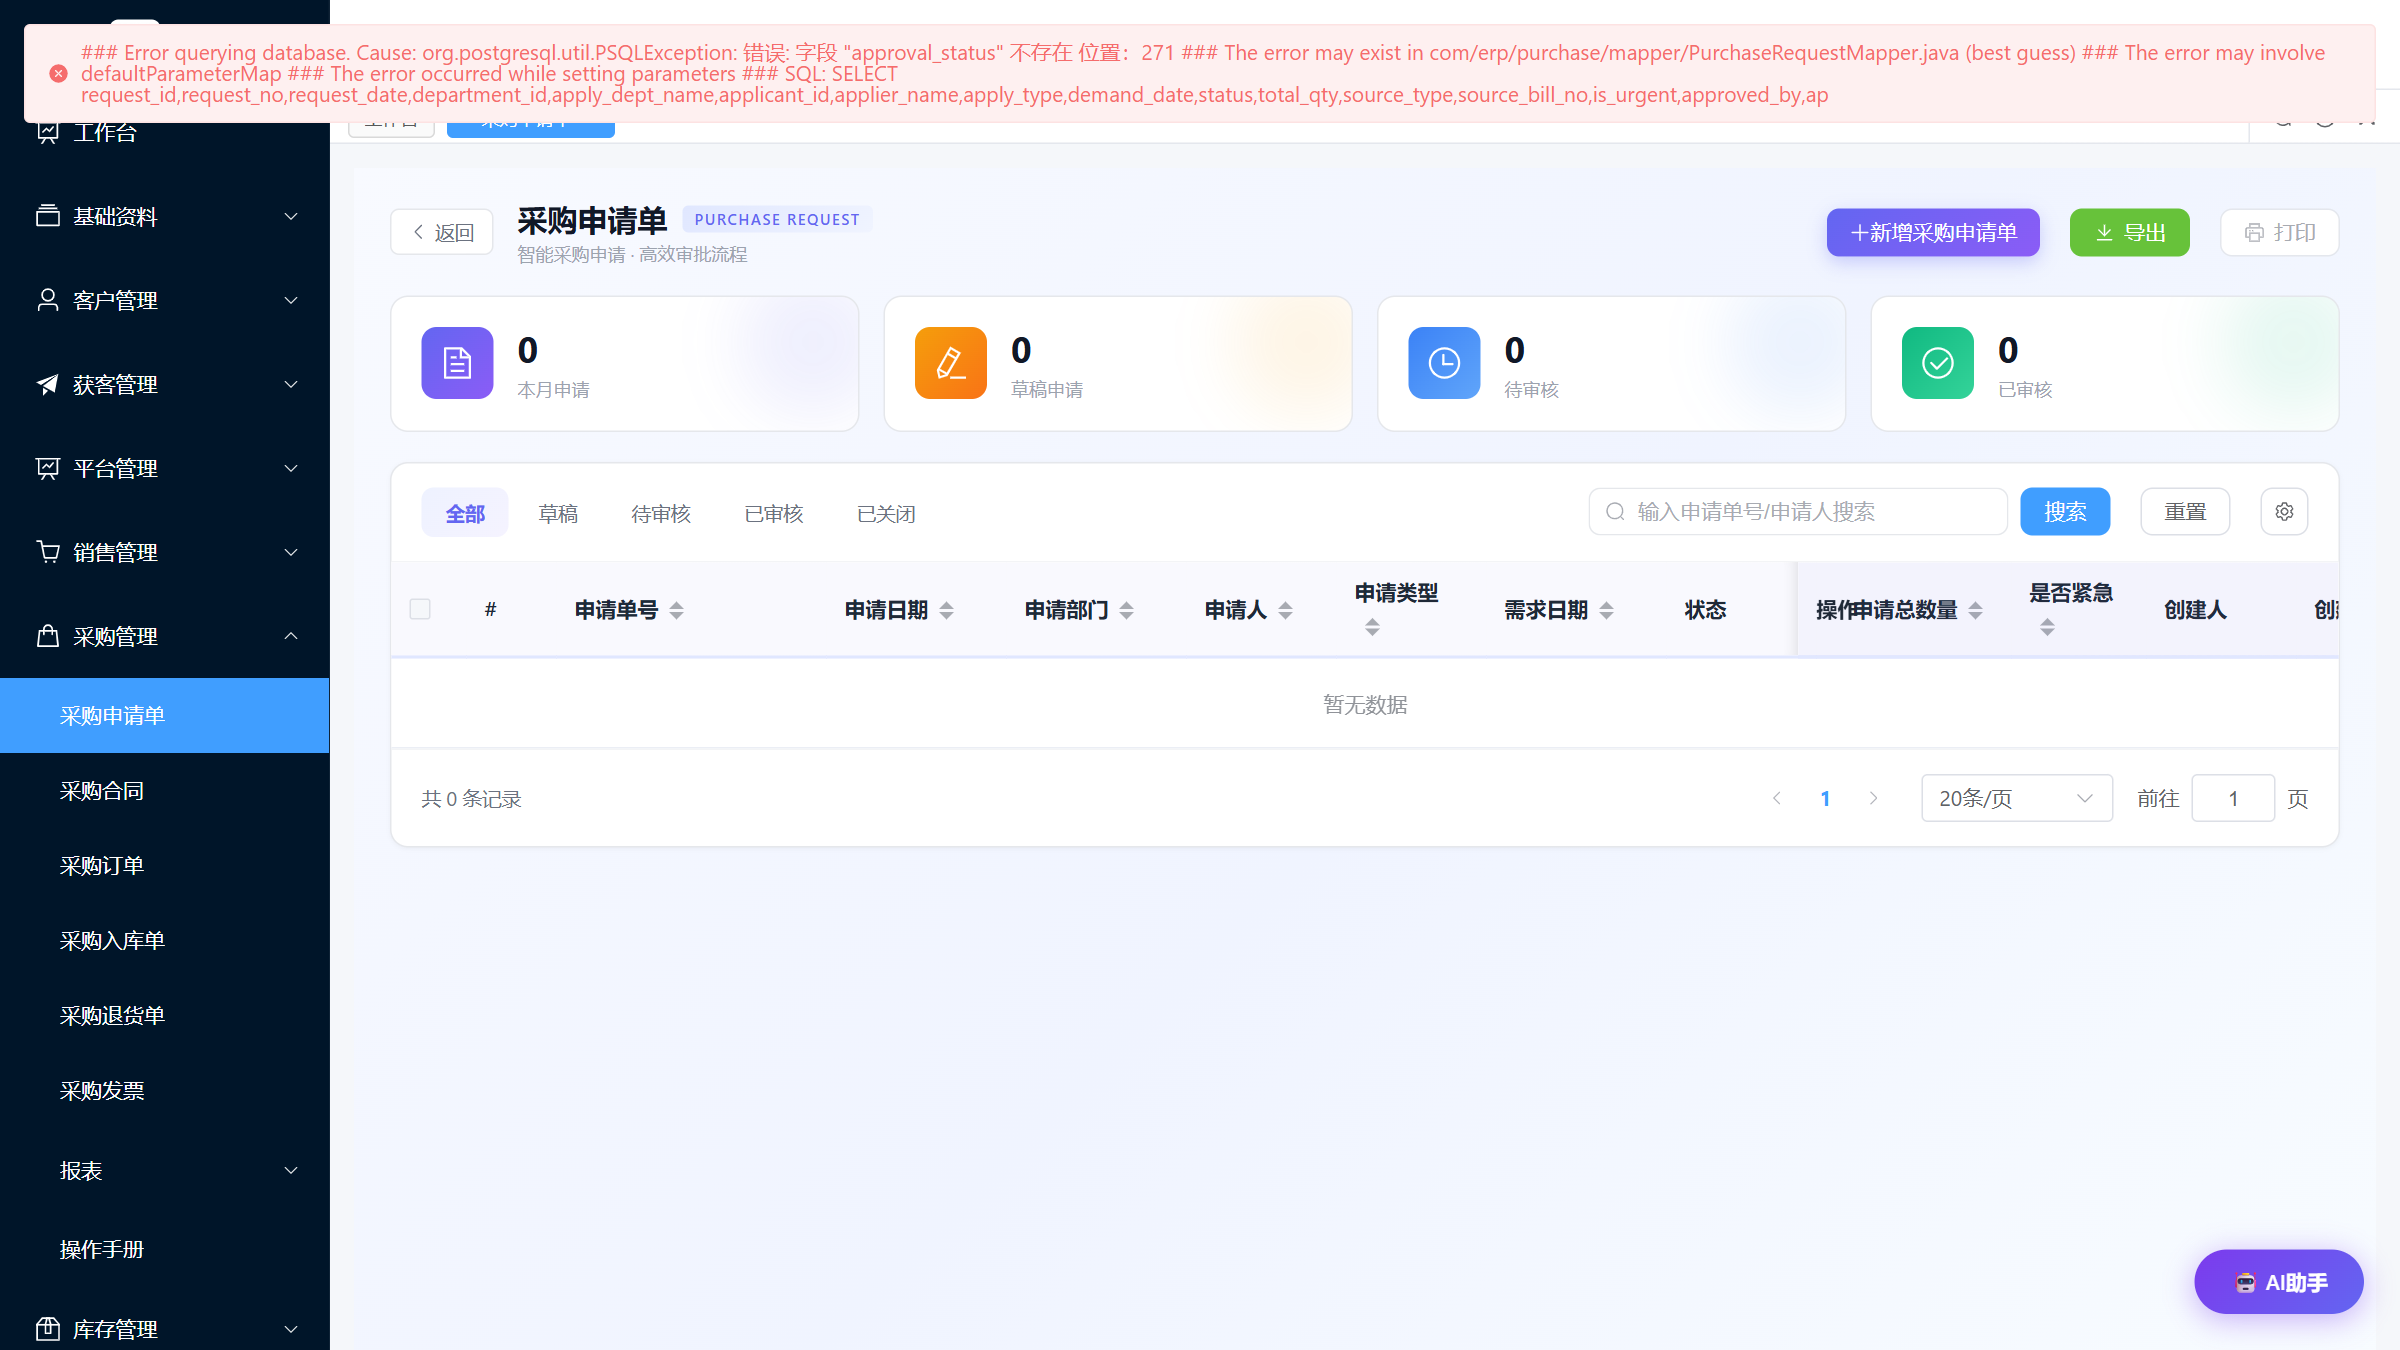 ### Error querying database. Cause: org.postgresql.util.PSQLException: 错误: 字段 "approval_status" 不存在 位置：271 ### The error may exist in com/erp/purchase/mapper/PurchaseRequestMapper.java (best guess) ### The error may involve
defaultParameterMap ### The error occurred while setting parameters ### SQL: SELECT
request_id,request_no,request_date,department_id,apply_dept_name,applicant_id,applier_name,apply_type,demand_date,status,total_qty,source_type,source_bill_no,is_urgent,approved_by,ap
工作台
基础资料
客户管理
获客管理
平台管理
销售管理
采购管理
采购申请单
采购合同
采购订单
采购入库单
采购退货单
采购发票
报表
操作手册
库存管理
返回
采购申请单 PURCHASE REQUEST
智能采购申请 · 高效审批流程
+新增采购申请单
导出
打印
0
本月申请
0
草稿申请
0
待审核
0
已审核
全部 草稿 待审核 已审核 已关闭
输入申请单号/申请人搜索
搜索
重置
# 申请单号 申请日期 申请部门 申请人 申请类型 需求日期 状态 操作 申请总数量 是否紧急 创建人
暂无数据
共 0 条记录
1
20条/页
前往 1 页
AI助手